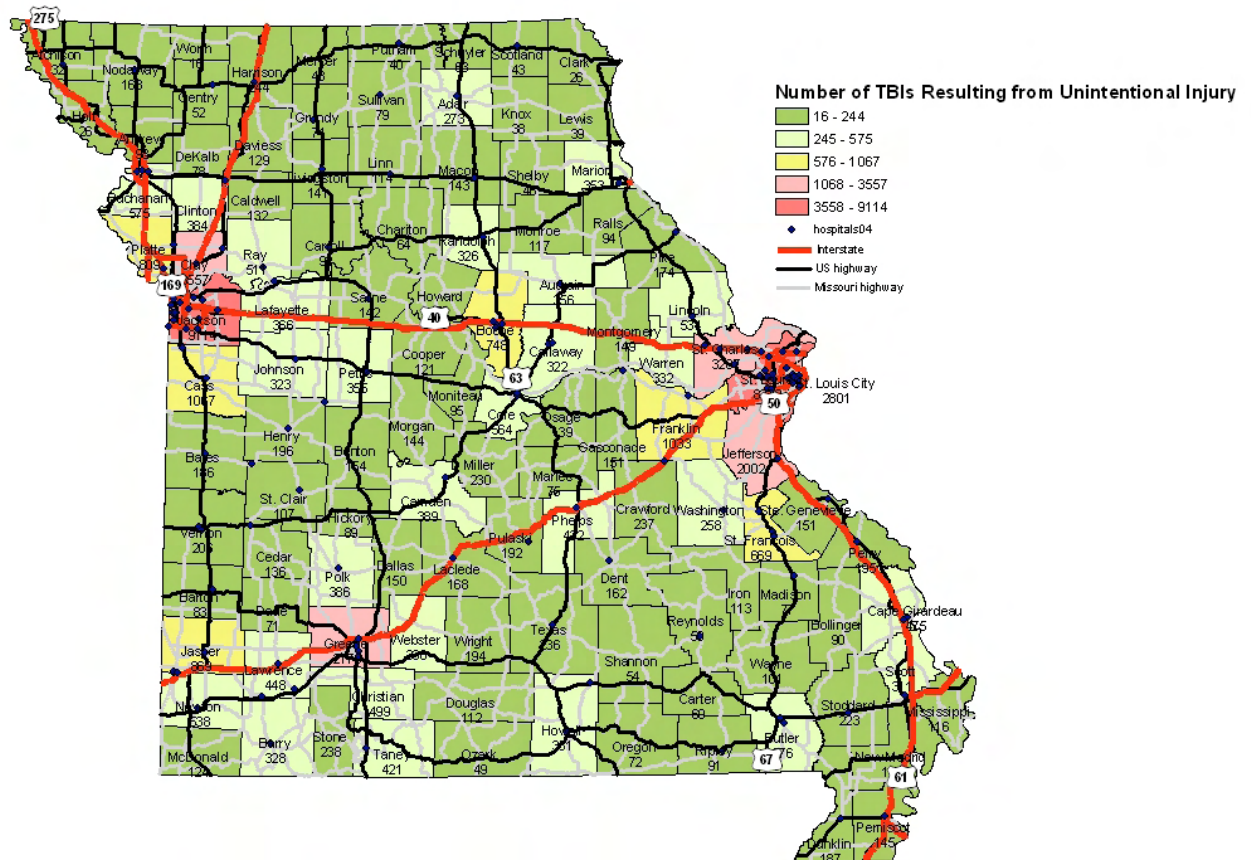 275
Number of TBIs Resulting from Unintentional Injury
16 - 244
245 - 575
576 - 1067
1068 - 3557
3558 - 9114
hospitals04
Interstate
US highway
Missouri highway
Nodaway
168
Worth
16
Harrison
244
Mercer
Putnam
40
Schuyler
Scotland
43
Clark
26
Gentry
52
Sullivan
79
Adair
273
Knox
38
Lewis
39
Holt
26
Grundy
DeKalb
78
Daviess
129
Livingston
141
Linn
114
Macon
143
Shelby
Marion
353
Buchanan
575
Clinton
384
Caldwell
132
Chariton
64
Randolph
326
Monroe
117
Ralls
94
Pike
174
Platte
809
Clay
Ray
Carroll
169
Saline
142
Howard
40
Boone
748
Lincoln
Jackson
Lafayette
366
Cooper
121
Callaway
322
Montgomery
149
Warren
332
St. Charles
St. Louis City
2801
50
Johnson
323
Pettis
355
63
Cass
1067
Moniteau
95
Cole
564
Osage
39
Franklin
1033
Morgan
144
Gasconade
151
Jefferson
2002
Henry
196
Bates
186
Benton
Miller
230
Maries
75
St. Clair
107
Camden
389
Crawford
237
Washington
258
Ste. Genevieve
151
Hickory
89
Phelps
St. Francois
669
Vernon
Pulaski
192
Perry
Cedar
136
Polk
386
Dallas
150
Laclede
168
Dent
162
Iron
113
Madison
Barton
83
Dade
71
Bollinger
90
Cape Girardeau
Reynolds
Greene
Webster
Wright
194
Texas
Jasper
Shannon
54
Wayne
Lawrence
448
Scott
Newton
538
Christian
499
Douglas
112
Carter
Stoddard
223
Mississippi
116
McDonald
Barry
328
Stone
238
Taney
421
Ozark
49
Howell
Oregon
72
Ripley
91
Butler
67
New Madrid
61
Pemiscot
145
Dunklin
187